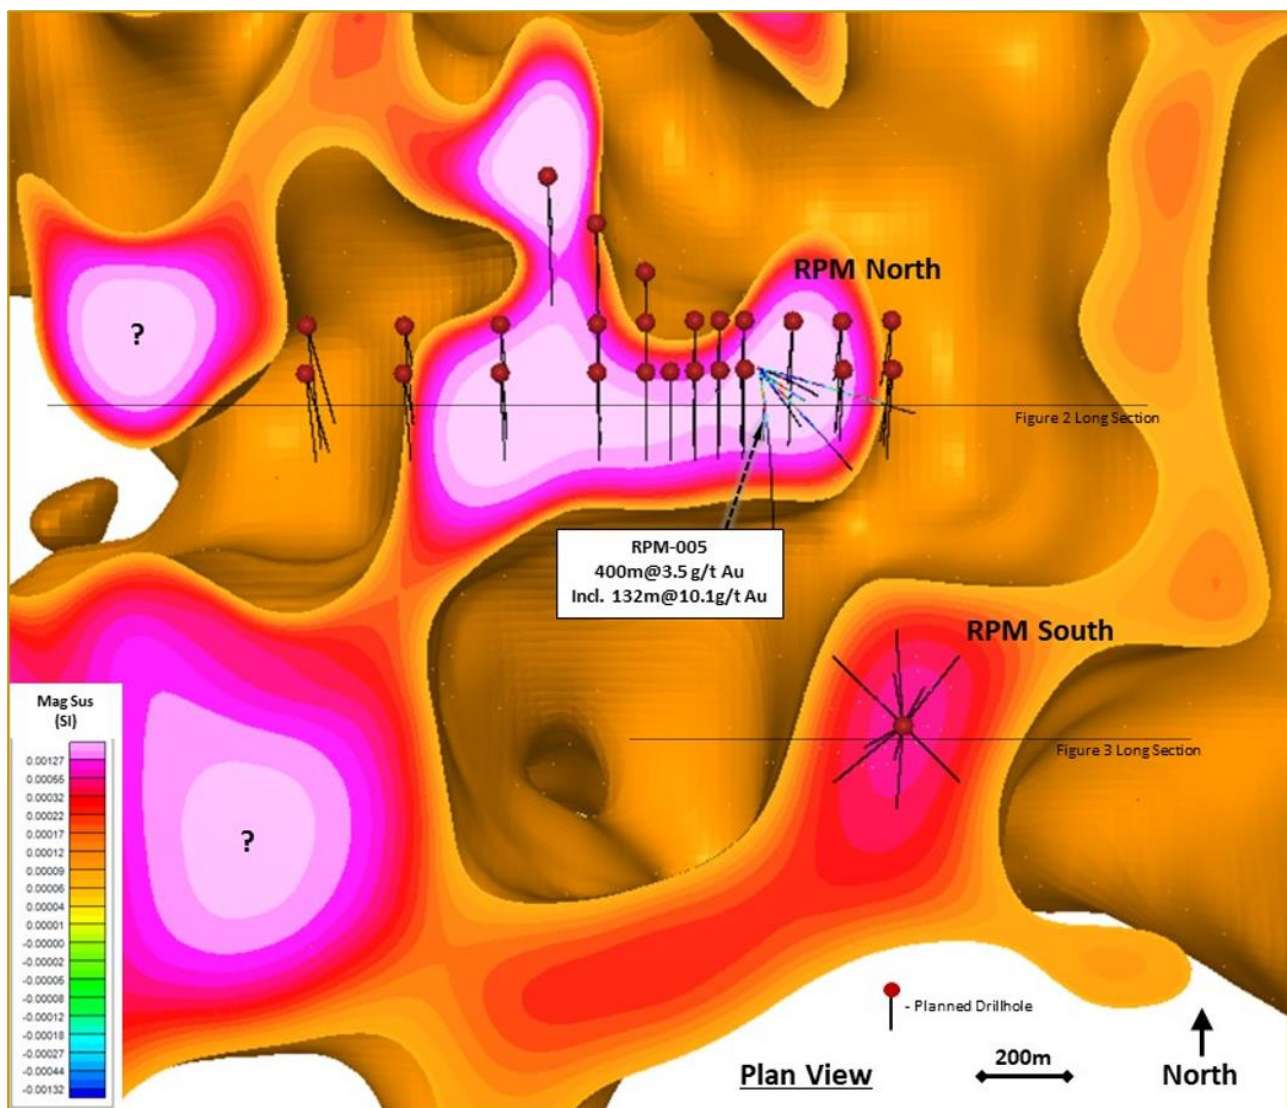 RPM North
?
Figure 2 Long Section
RPM-005
400m@3.5 g/t Au
Incl. 132m@10.1g/t Au
RPM South
Mag Sus
(SI)
0.00127
0.00065
0.00032
0.00022
0.00017
0.00012
0.00009
0.00006
0.00004
0.00001
-0.00000
-0.00002
-0.00005
-0.00008
-0.00012
-0.00018
-0.00027
-0.00044
-0.00132
Figure 3 Long Section
?
- Planned Drillhole
200m
Plan View
North